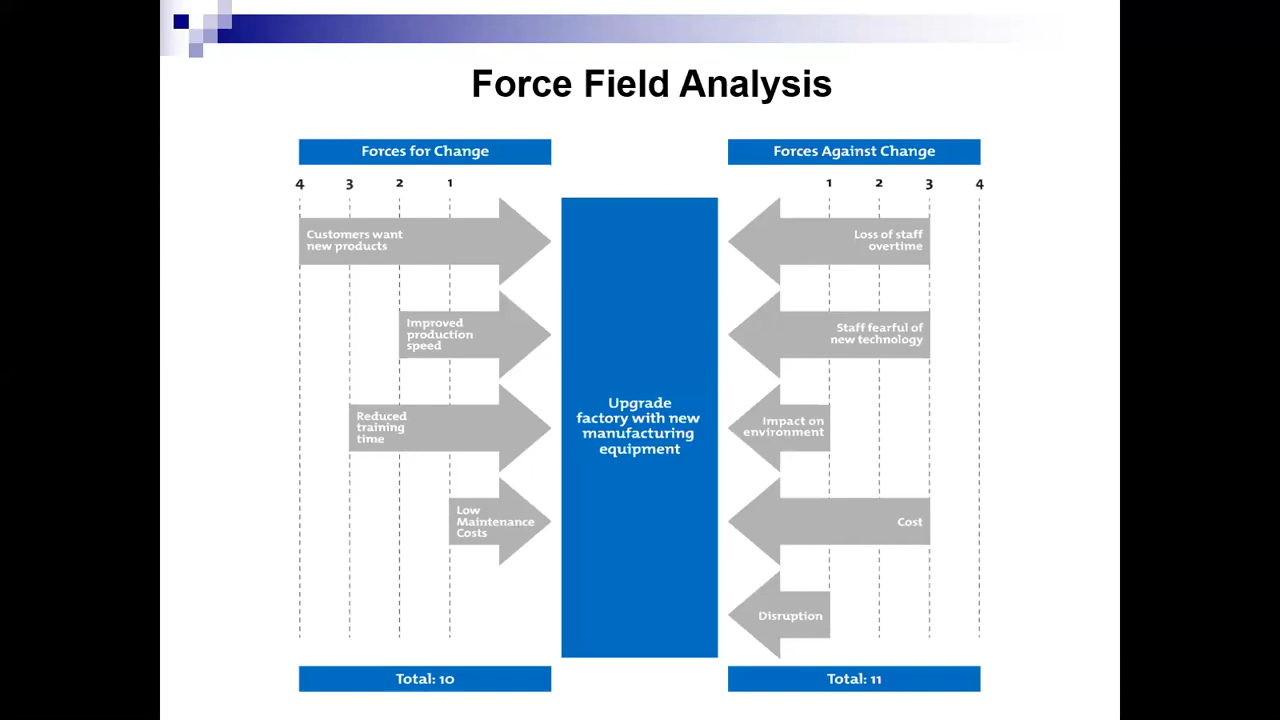 Force Field Analysis
Forces for Change
Forces Against Change
4 3 2 1
1 2 3 4
Customers want
new products
Improved
production
speed
Reduced
training
time
Low
Maintenance
Costs
Upgrade
factory with new
manufacturing
equipment
Loss of staff
overtime
Staff fearful of
new technology
Impact on
environment
Cost
Disruption
Total: 10
Total: 11